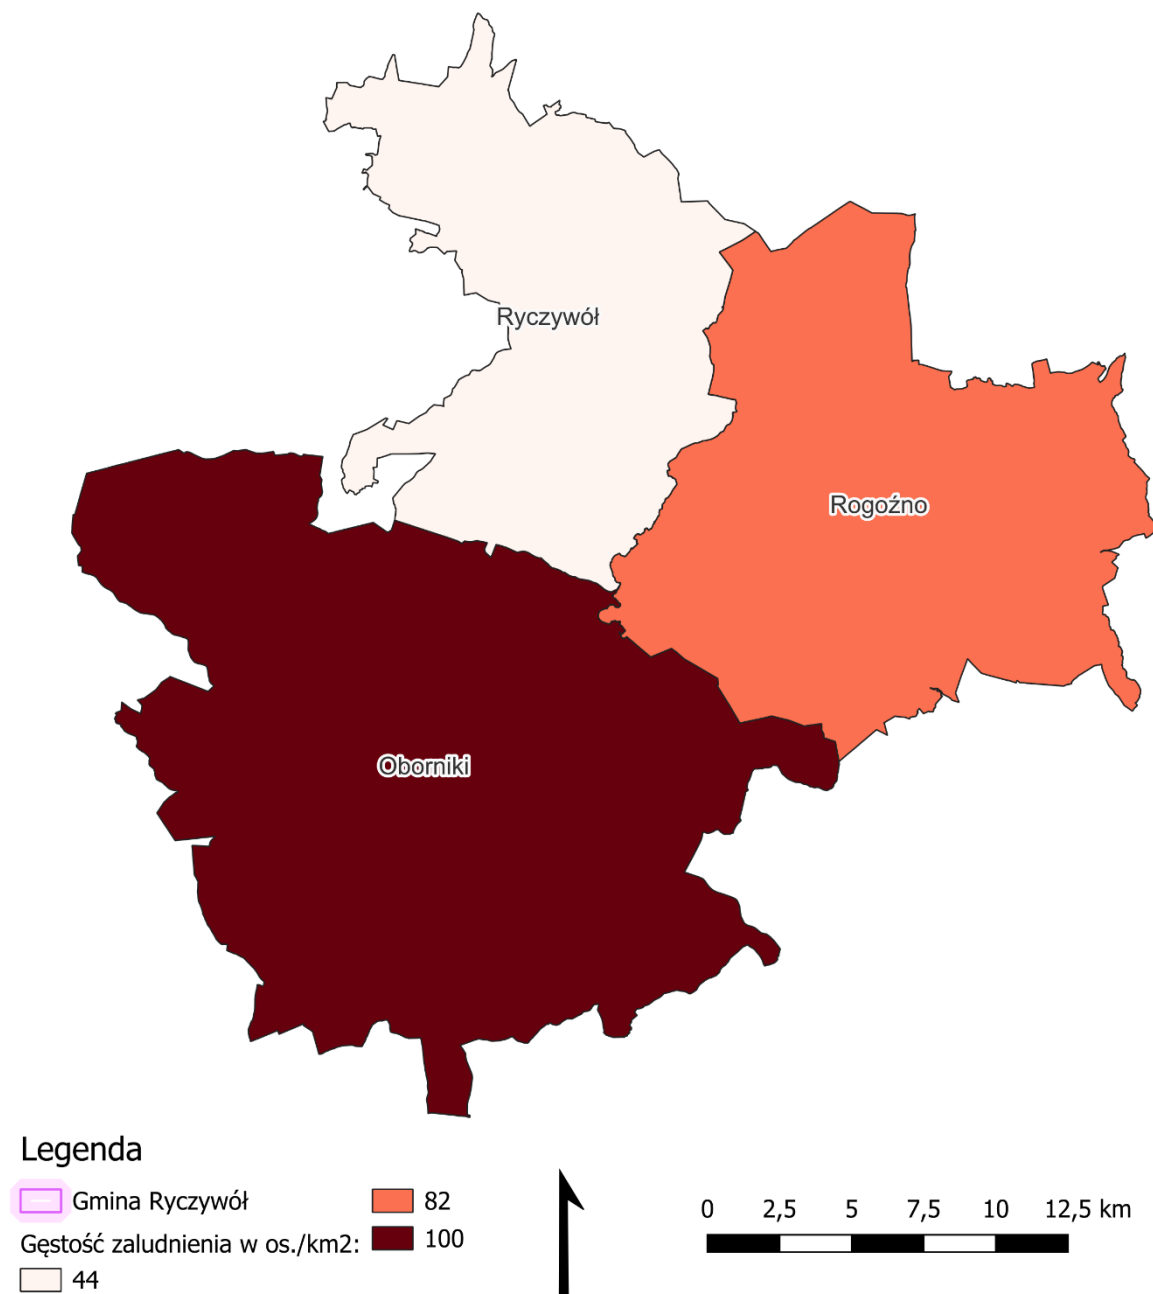 Ryczywół
Rogoźno
Oborniki
Legenda
Gmina Ryczywół
Gęstość zaludnienia w os./km2:
44
82
100
0 2,5 5 7,5 10 12,5 km